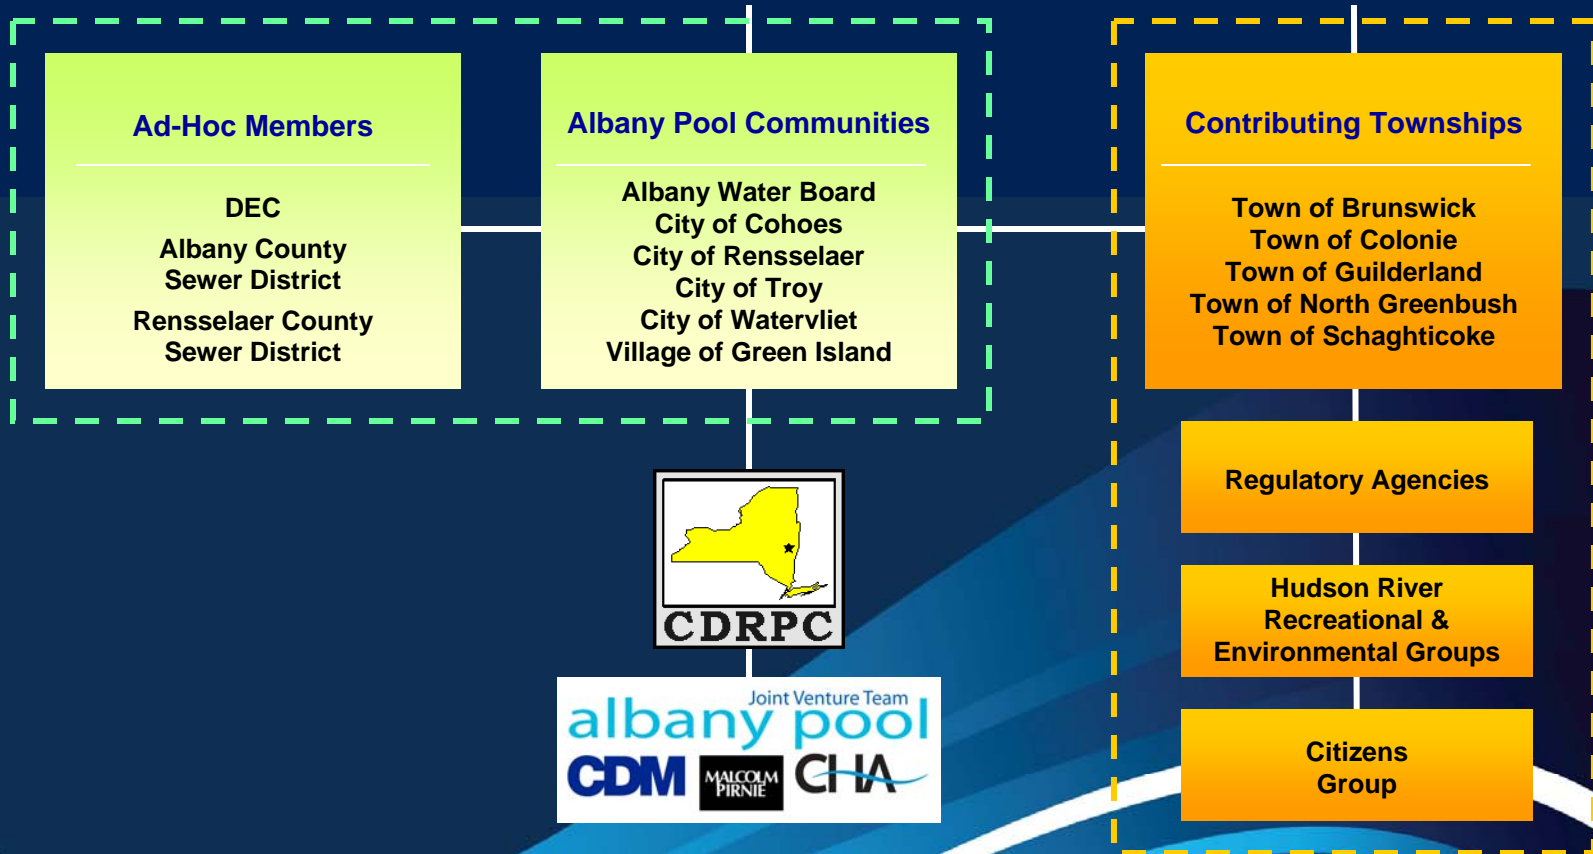 Ad-Hoc Members
DEC
Albany County
Sewer District
Rensselaer County
Sewer District
Albany Pool Communities
Albany Water Board
City of Cohoes
City of Rensselaer
City of Troy
City of Watervliet
Village of Green Island
Contributing Townships
Town of Brunswick
Town of Colonie
Town of Guilderland
Town of North Greenbush
Town of Schaghticoke
Regulatory Agencies
Hudson River
Recreational &
Environmental Groups
Citizens
Group
CDRPC
Joint Venture Team
albany pool
CDM
MALCOLM
PIRNIE
CHA